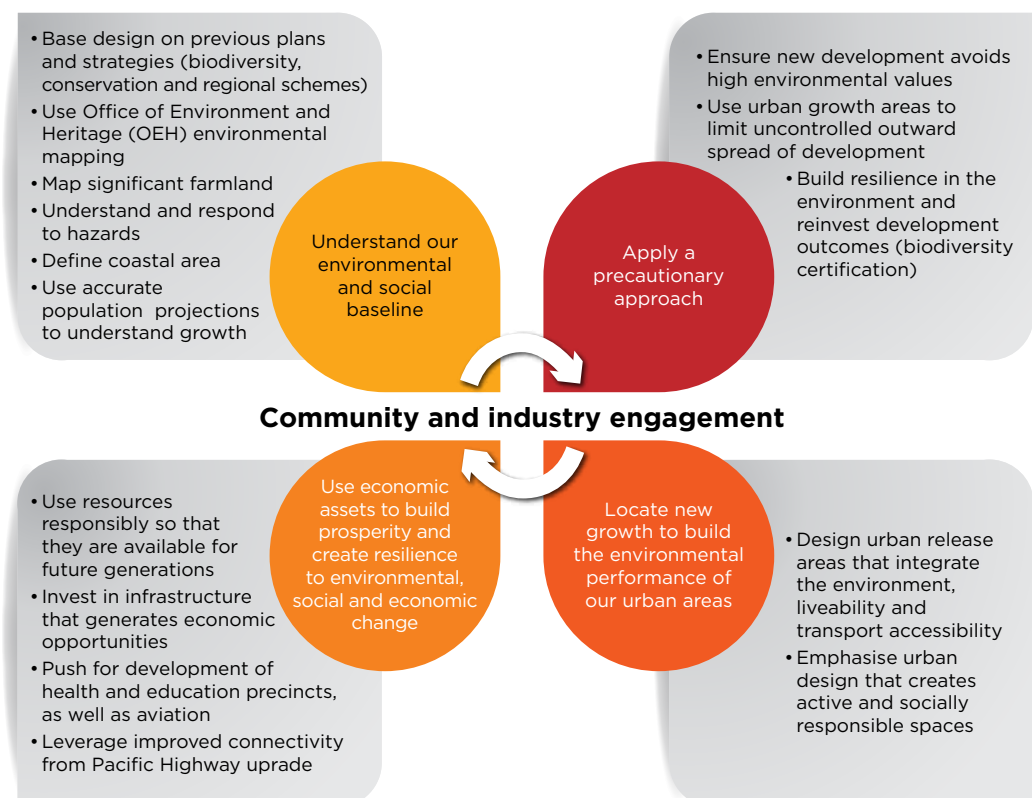 • Base design on previous plans
and strategies (biodiversity,
conservation and regional schemes)
• Use Office of Environment and
Heritage (OEH) environmental
mapping
• Map significant farmland
• Understand and respond
to hazards
• Define coastal area
• Use accurate
population projections
to understand growth
Understand our
environmental
and social
baseline
Apply a
precautionary
approach
• Ensure new development avoids
high environmental values
• Use urban growth areas to
limit uncontrolled outward
spread of development
• Build resilience in the
environment and
reinvest development
outcomes (biodiversity
certification)
Community and industry engagement
• Use resources
responsibly so that
they are available for
future generations
• Invest in infrastructure
that generates economic
opportunities
• Push for development of
health and education precincts,
as well as aviation
• Leverage improved connectivity
from Pacific Highway uprade
Use economic
assets to build
prosperity and
create resilience
to environmental,
social and economic
change
Locate new
growth to build
the environmental
performance of
our urban areas
• Design urban release
areas that integrate
the environment,
liveability and
transport accessibility
• Emphasise urban
design that creates
active and socially
responsible spaces